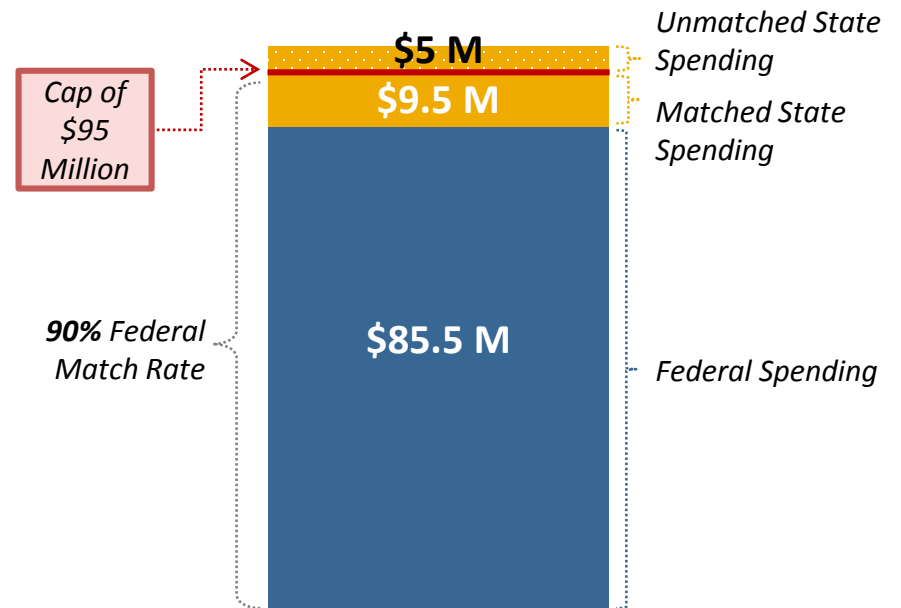 $5 M
Unmatched State
Spending
Cap of
$95
Million
$9.5 M
Matched State
Spending
90% Federal
Match Rate
$85.5 M
Federal Spending